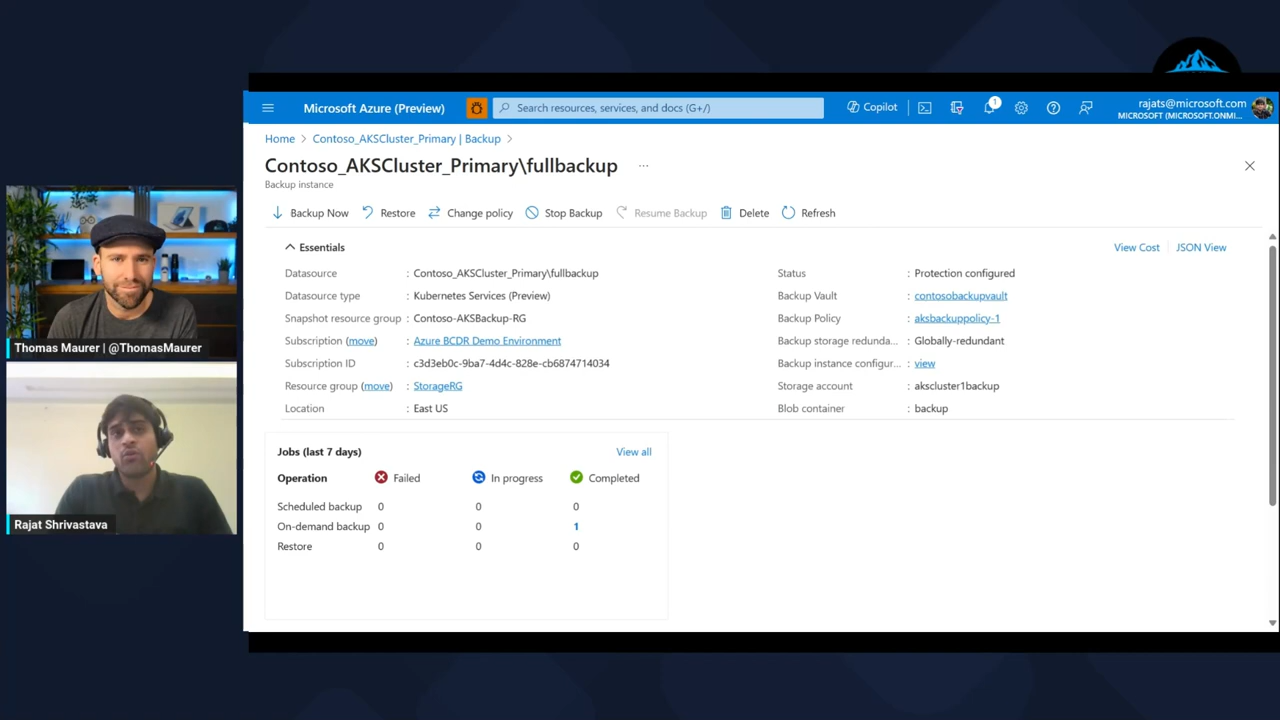 Microsoft Azure (Preview)
Search resources, services, and docs (G+/)
Copilot
1
rajats@microsoft.com
MICROSOFT (MICROSOFT.ONMI...
Home > Contoso_AKSCluster_Primary | Backup >
Contoso_AKSCluster_Primary\fullbackup ...
Backup instance
Backup Now
Restore
Change policy
Stop Backup
Resume Backup
Delete
Refresh
Essentials
View Cost
JSON View
Datasource : Contoso_AKSCluster_Primary\fullbackup
Datasource type : Kubernetes Services (Preview)
Snapshot resource group : Contoso-AKSBackup-RG
Subscription (move) : Azure BCDR Demo Environment
Subscription ID : c3d3eb0c-9ba7-4d4c-828e-cb6874714034
Resource group (move) : StorageRG
Location : East US
Status : Protection configured
Backup Vault : contosobackupvault
Backup Policy : aksbackuppolicy-1
Backup storage redunda... : Globally-redundant
Backup instance configur... : view
Storage account : akscluster1backup
Blob container : backup
Jobs (last 7 days) View all
Operation Failed In progress Completed
Scheduled backup 0 0 0
On-demand backup 0 0 1
Restore 0 0 0
Thomas Maurer | @ThomasMaurer
Rajat Shrivastava